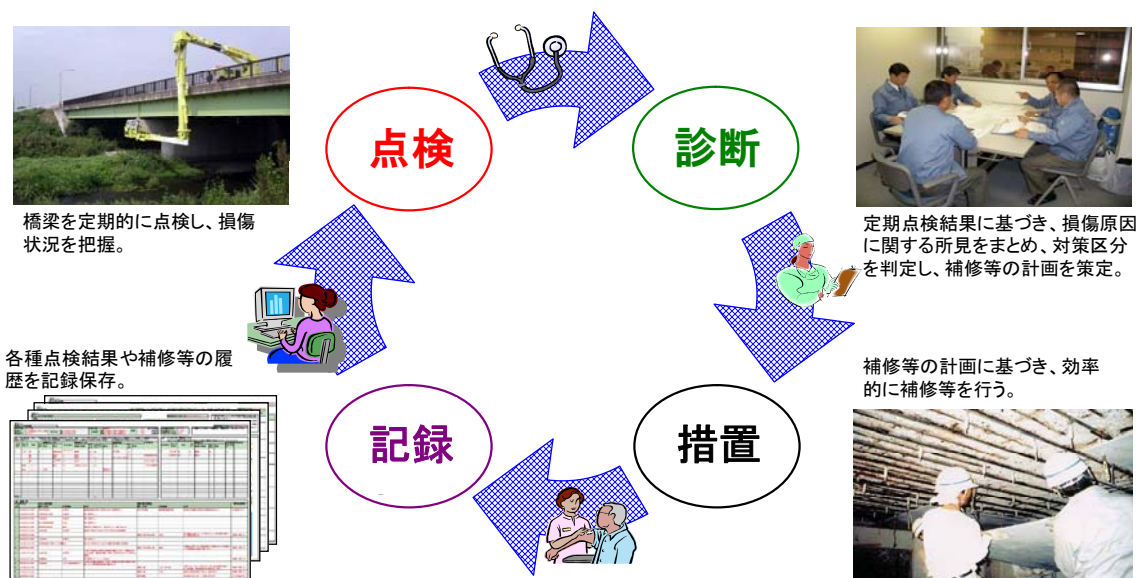 点検
診断
橋梁を定期的に点検し、損傷
状況を把握。
定期点検結果に基づき、損傷原因
に関する所見をまとめ、対策区分
を判定し、補修等の計画を策定。
各種点検結果や補修等の履
歴を記録保存。
補修等の計画に基づき、効率
的に補修等を行う。
記録
措置